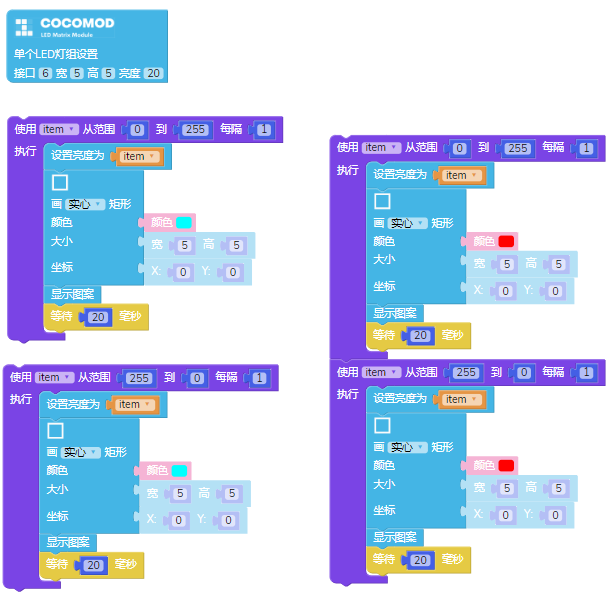 COCOMOD
LED Matrix Module
单个LED灯组设置
接口 6 宽 5 高 5 亮度 20
使用 item 从范围 0 到 255 每隔 1
执行
设置亮度为 item
画 实心 矩形
颜色 颜色
大小 宽 5 高 5
坐标 X: 0 Y: 0
显示图案
等待 20 毫秒
使用 item 从范围 255 到 0 每隔 1
执行
设置亮度为 item
画 实心 矩形
颜色 颜色
大小 宽 5 高 5
坐标 X: 0 Y: 0
显示图案
等待 20 毫秒
使用 item 从范围 0 到 255 每隔 1
执行
设置亮度为 item
画 实心 矩形
颜色 颜色
大小 宽 5 高 5
坐标 X: 0 Y: 0
显示图案
等待 20 毫秒
使用 item 从范围 255 到 0 每隔 1
执行
设置亮度为 item
画 实心 矩形
颜色 颜色
大小 宽 5 高 5
坐标 X: 0 Y: 0
显示图案
等待 20 毫秒